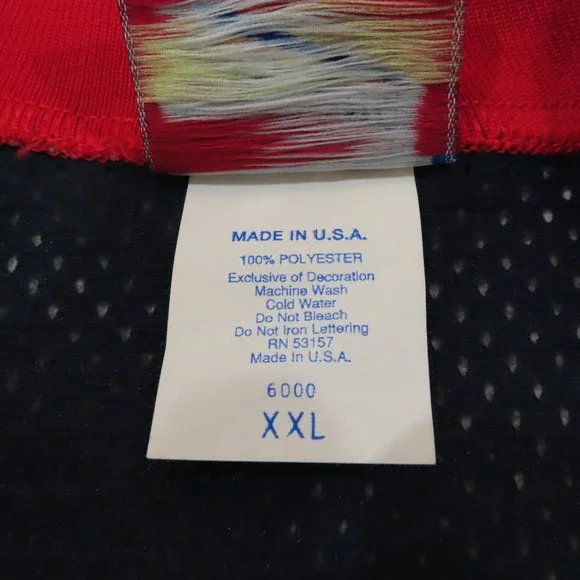 MADE IN U.S.A.
100% POLYESTER
Exclusive of Decoration
Machine Wash
Cold Water
Do Not Bleach
Do Not Iron Lettering
RN 53157
Made In U.S.A.
6000
XXL